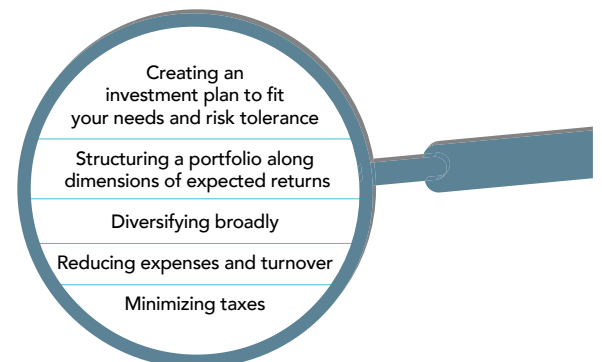 Creating an
investment plan to fit
your needs and risk tolerance
Structuring a portfolio along
dimensions of expected returns
Diversifying broadly
Reducing expenses and turnover
Minimizing taxes